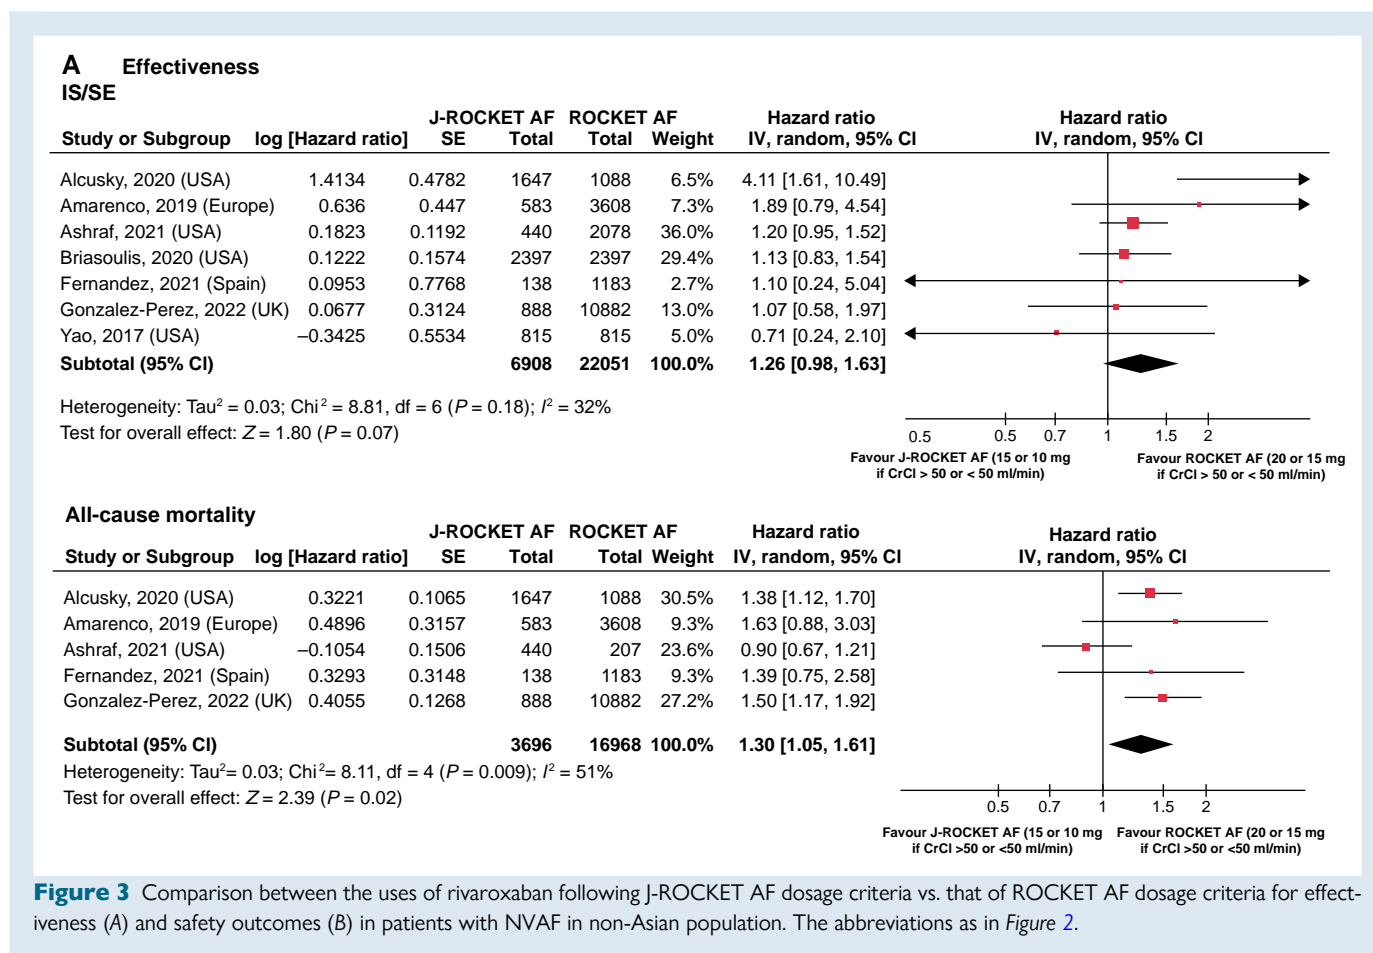 A Effectiveness
IS/SE
J-ROCKET AF ROCKET AF Hazard ratio Hazard ratio
Study or Subgroup log [Hazard ratio] SE Total Total Weight IV, random, 95% CI IV, random, 95% CI
Alcusky, 2020 (USA) 1.4134 0.4782 1647 1088 6.5% 4.11 [1.61, 10.49]
Amarenco, 2019 (Europe) 0.636 0.447 583 3608 7.3% 1.89 [0.79, 4.54]
Ashraf, 2021 (USA) 0.1823 0.1192 440 2078 36.0% 1.20 [0.95, 1.52]
Briasoulis, 2020 (USA) 0.1222 0.1574 2397 2397 29.4% 1.13 [0.83, 1.54]
Fernandez, 2021 (Spain) 0.0953 0.7768 138 1183 2.7% 1.10 [0.24, 5.04]
Gonzalez-Perez, 2022 (UK) 0.0677 0.3124 888 10882 13.0% 1.07 [0.58, 1.97]
Yao, 2017 (USA) –0.3425 0.5534 815 815 5.0% 0.71 [0.24, 2.10]
Subtotal (95% CI) 6908 22051 100.0% 1.26 [0.98, 1.63]
Heterogeneity: Tau² = 0.03; Chi² = 8.81, df = 6 (P = 0.18); I² = 32%
Test for overall effect: Z = 1.80 (P = 0.07)
0.5 0.5 0.7 1 1.5 2
Favour J-ROCKET AF (15 or 10 mg Favour ROCKET AF (20 or 15 mg
if CrCl > 50 or < 50 ml/min) if CrCl > 50 or < 50 ml/min)
All-cause mortality
J-ROCKET AF ROCKET AF Hazard ratio Hazard ratio
Study or Subgroup log [Hazard ratio] SE Total Total Weight IV, random, 95% CI IV, random, 95% CI
Alcusky, 2020 (USA) 0.3221 0.1065 1647 1088 30.5% 1.38 [1.12, 1.70]
Amarenco, 2019 (Europe) 0.4896 0.3157 583 3608 9.3% 1.63 [0.88, 3.03]
Ashraf, 2021 (USA) –0.1054 0.1506 440 207 23.6% 0.90 [0.67, 1.21]
Fernandez, 2021 (Spain) 0.3293 0.3148 138 1183 9.3% 1.39 [0.75, 2.58]
Gonzalez-Perez, 2022 (UK) 0.4055 0.1268 888 10882 27.2% 1.50 [1.17, 1.92]
Subtotal (95% CI) 3696 16968 100.0% 1.30 [1.05, 1.61]
Heterogeneity: Tau²= 0.03; Chi²= 8.11, df = 4 (P = 0.009); I² = 51%
Test for overall effect: Z = 2.39 (P = 0.02)
0.5 0.7 1 1.5 2
Favour J-ROCKET AF (15 or 10 mg Favour ROCKET AF (20 or 15 mg
if CrCl >50 or <50 ml/min) if CrCl >50 or <50 ml/min)
Figure 3 Comparison between the uses of rivaroxaban following J-ROCKET AF dosage criteria vs. that of ROCKET AF dosage criteria for effect-
iveness (A) and safety outcomes (B) in patients with NVAF in non-Asian population. The abbreviations as in Figure 2.